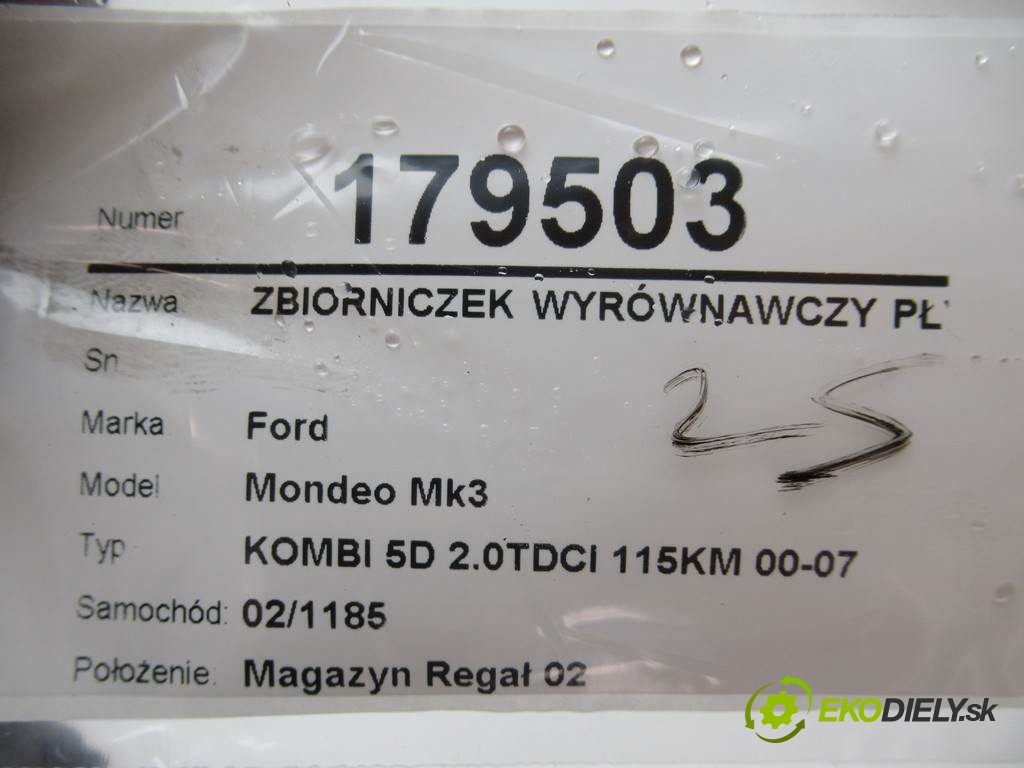 Numer 179503
Nazwa ZBIORNICZEK WYRÓWNAWCZY PŁ
Sn
25
Marka Ford
Model Mondeo Mk3
Typ KOMBI 5D 2.0TDCI 115KM 00-07
Samochód: 02/1185
Położenie: Magazyn Regał 02
EKODIELY.sk